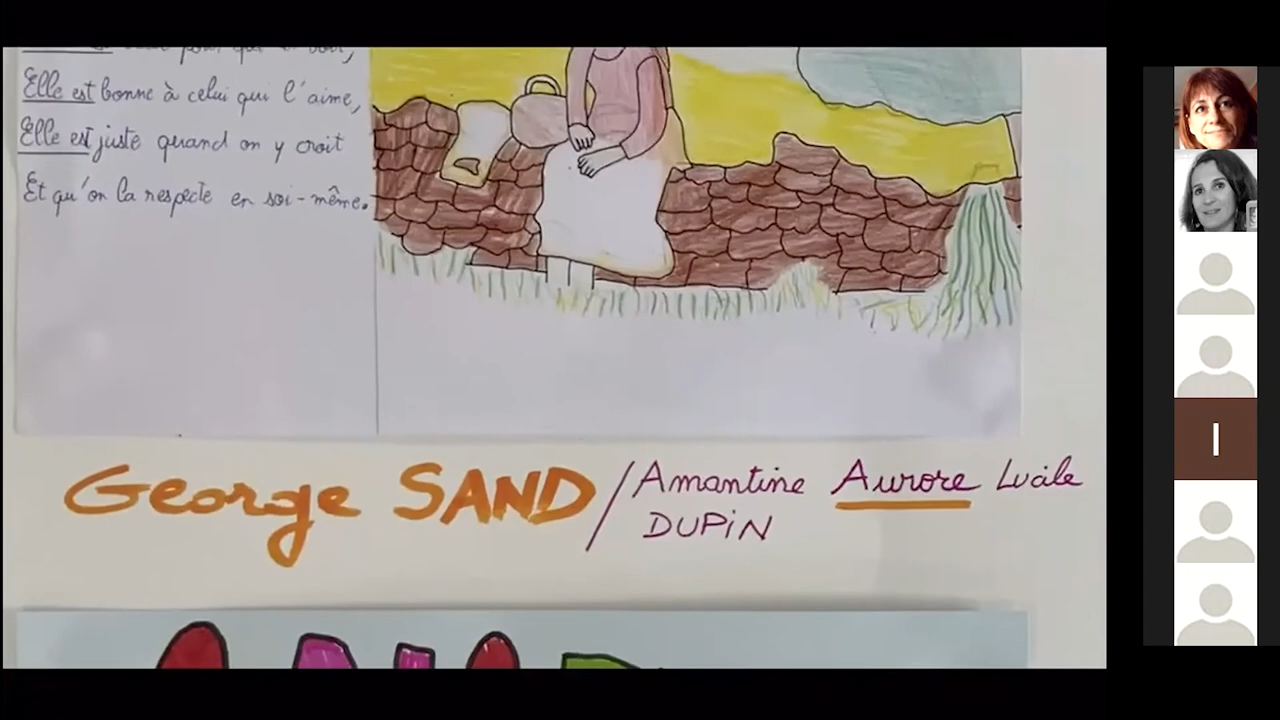 Elle est bonne à celui qui l'aime,
Elle est juste quand on y croit
Et qu'on la respecte en soi-même.
George SAND / Amantine Aurore Lucile
DUPiN
I